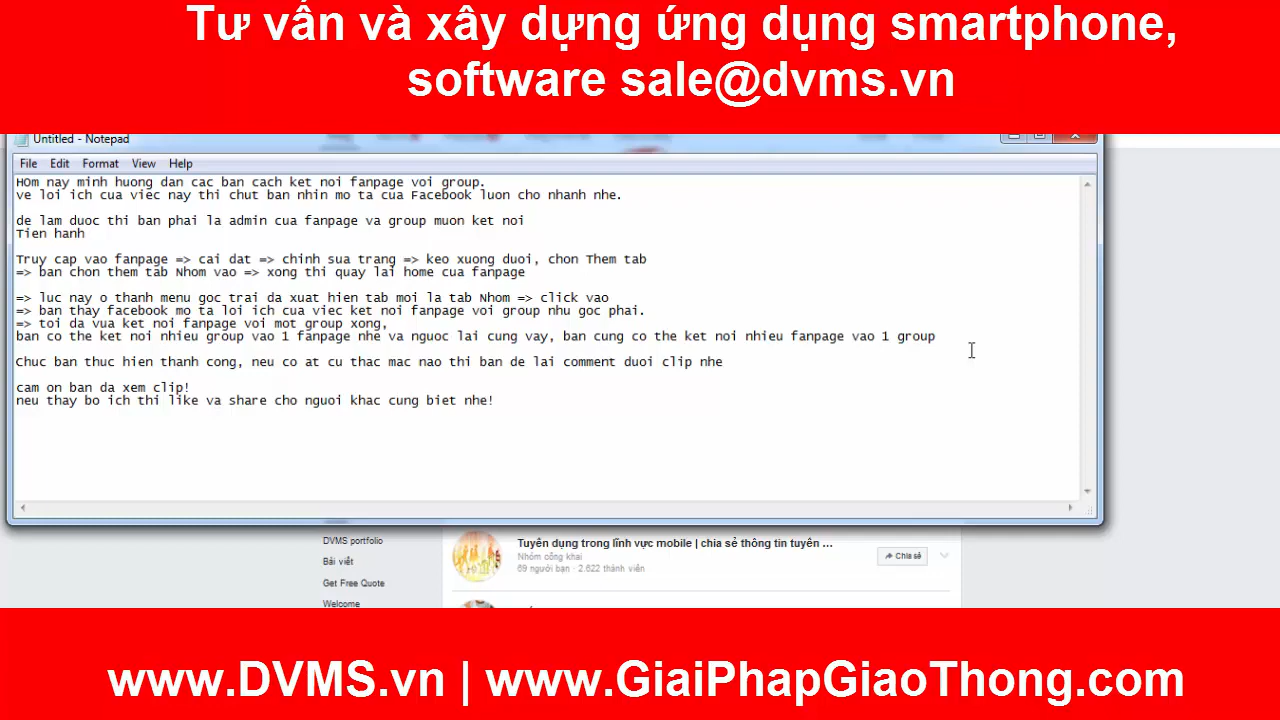 Tư vấn và xây dựng ứng dụng smartphone,
software sale@dvms.vn
Untitled - Notepad
File Edit Format View Help
HOm nay minh huong dan cac ban cach ket noi fanpage voi group.
ve loi ich cua viec nay thi chut ban nhin mo ta cua Facebook luon cho nhanh nhe.
de lam duoc thi ban phai la admin cua fanpage va group muon ket noi
Tien hanh
Truy cap vao fanpage => cai dat => chinh sua trang => keo xuong duoi, chon Them tab
=> ban chon them tab Nhom vao => xong thi quay lai home cua fanpage
=> luc nay o thanh menu goc trai da xuat hien tab moi la tab Nhom => click vao
=> ban thay facebook mo ta loi ich cua viec ket noi fanpage voi group nhu goc phai.
=> toi da vua ket noi fanpage voi mot group xong,
ban co the ket noi nhieu group vao 1 fanpage nhe va nguoc lai cung vay, ban cung co the ket noi nhieu fanpage vao 1 group
Chuc ban thuc hien thanh cong, neu co at cu thac mac nao thi ban de lai comment duoi clip nhe
cam on ban da xem clip!
neu thay bo ich thi like va share cho nguoi khac cung biet nhe!
DVMS portfolio
Bài viết
Get Free Quote
Welcome
Tuyển dụng trong lĩnh vực mobile | chia sẻ thông tin tuyên ...
Nhóm công khai
69 người bạn · 2.622 thành viên
Chia sẻ
www.DVMS.vn | www.GiaiPhapGiaoThong.com